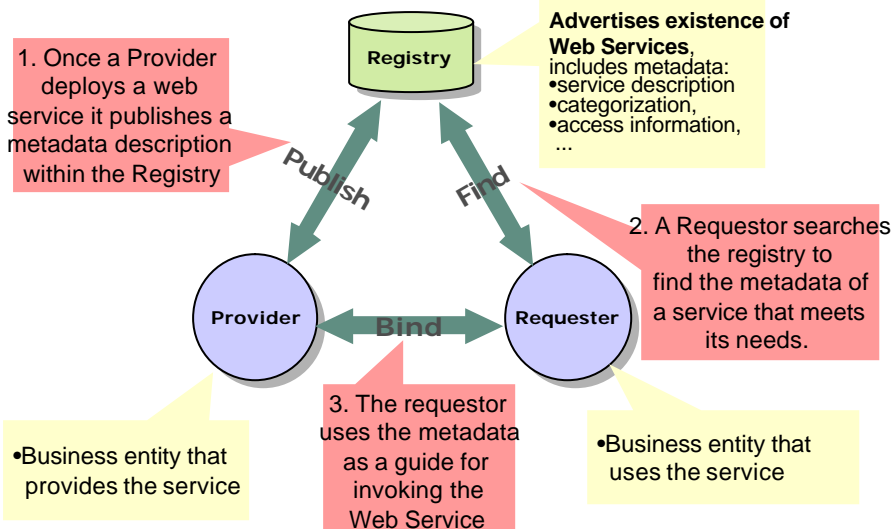 1. Once a Provider
deploys a web
service it publishes a
metadata description
within the Registry
Registry
Advertises existence of
Web Services,
includes metadata:
•service description
•categorization,
•access information,
...
Publish
Find
2. A Requestor searches
the registry to
find the metadata of
a service that meets
its needs.
Provider
Bind
Requester
3. The requestor
uses the metadata
as a guide for
invoking the
Web Service
•Business entity that
provides the service
•Business entity that
uses the service